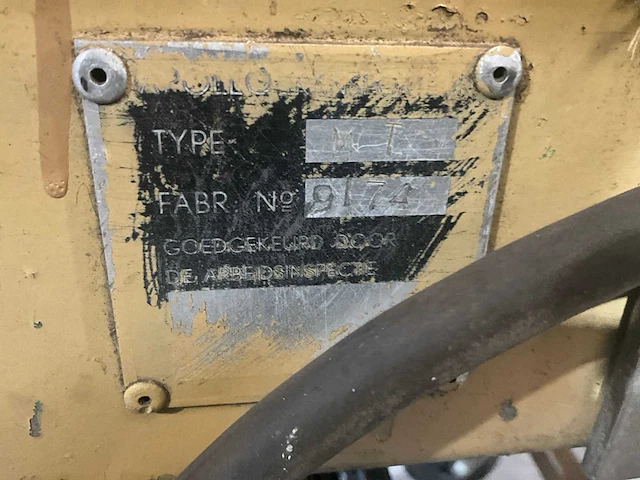 TYPE M T
FABR. Nº 9174
GOEDGEKEURD DOOR
DE ARBEIDSINSPECTIE